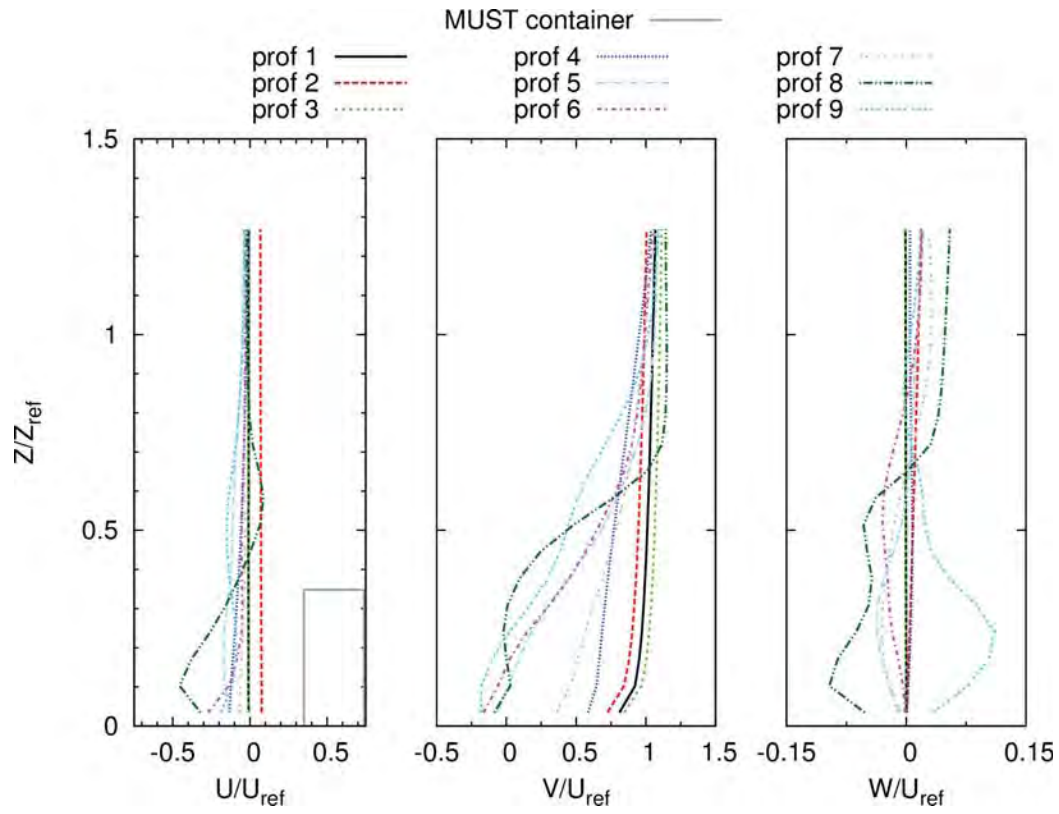 MUST container
prof 1 prof 4 prof 7
prof 2 prof 5 prof 8
prof 3 prof 6 prof 9
1.5
1
0.5
0
Z/Zref
-0.5 0 0.5 -0.5 0 0.5 1 1.5 -0.15 0 0.15
U/Uref V/Uref W/Uref